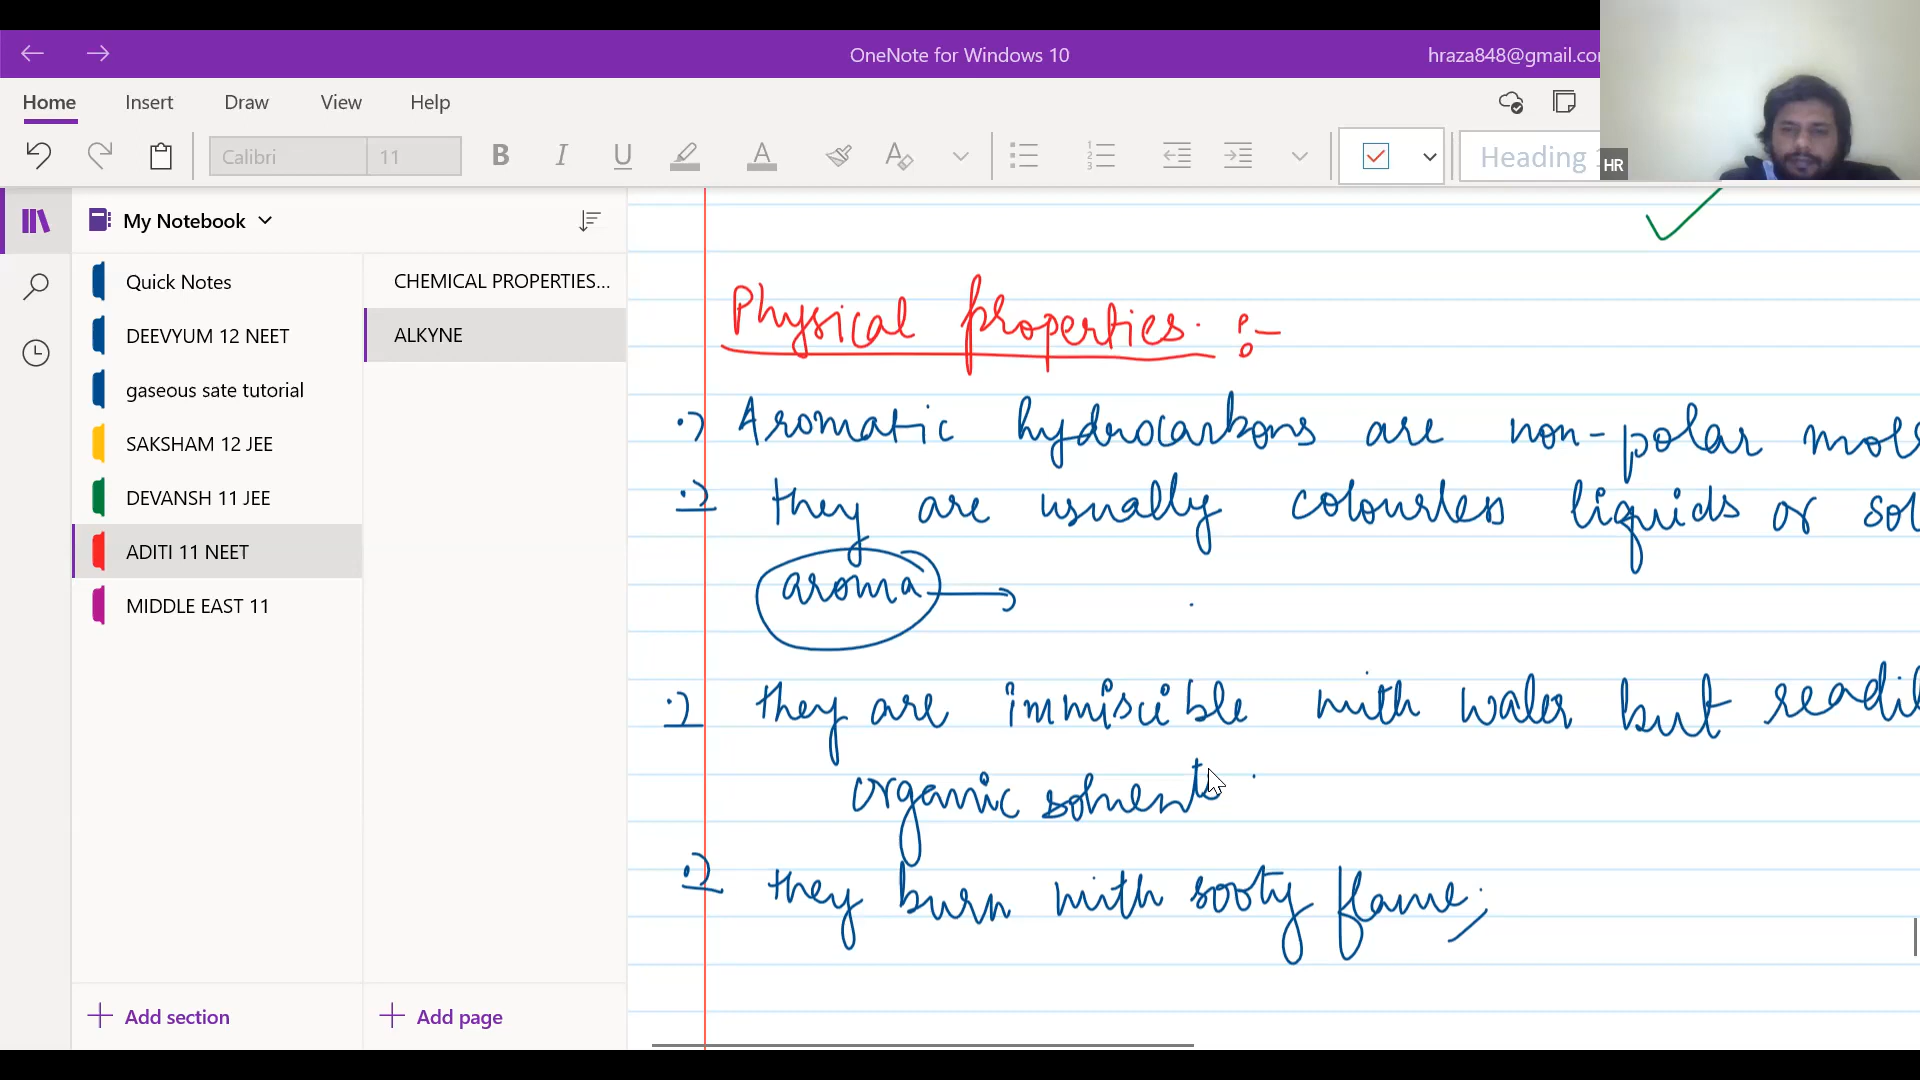 OneNote for Windows 10
hraza848@gmail.co
Home Insert Draw View Help
Calibri 11 B I U A A Heading
HR
My Notebook
Quick Notes
DEEVYUM 12 NEET
gaseous sate tutorial
SAKSHAM 12 JEE
DEVANSH 11 JEE
ADITI 11 NEET
MIDDLE EAST 11
Add section
CHEMICAL PROPERTIES...
ALKYNE
Add page
Physical properties :-
Aromatic hydrocarbons are non-polar mole
they are usually colourless liquids or sol
aroma →
they are immiscible with water but readil
organic solvents.
they burn with sooty flame,